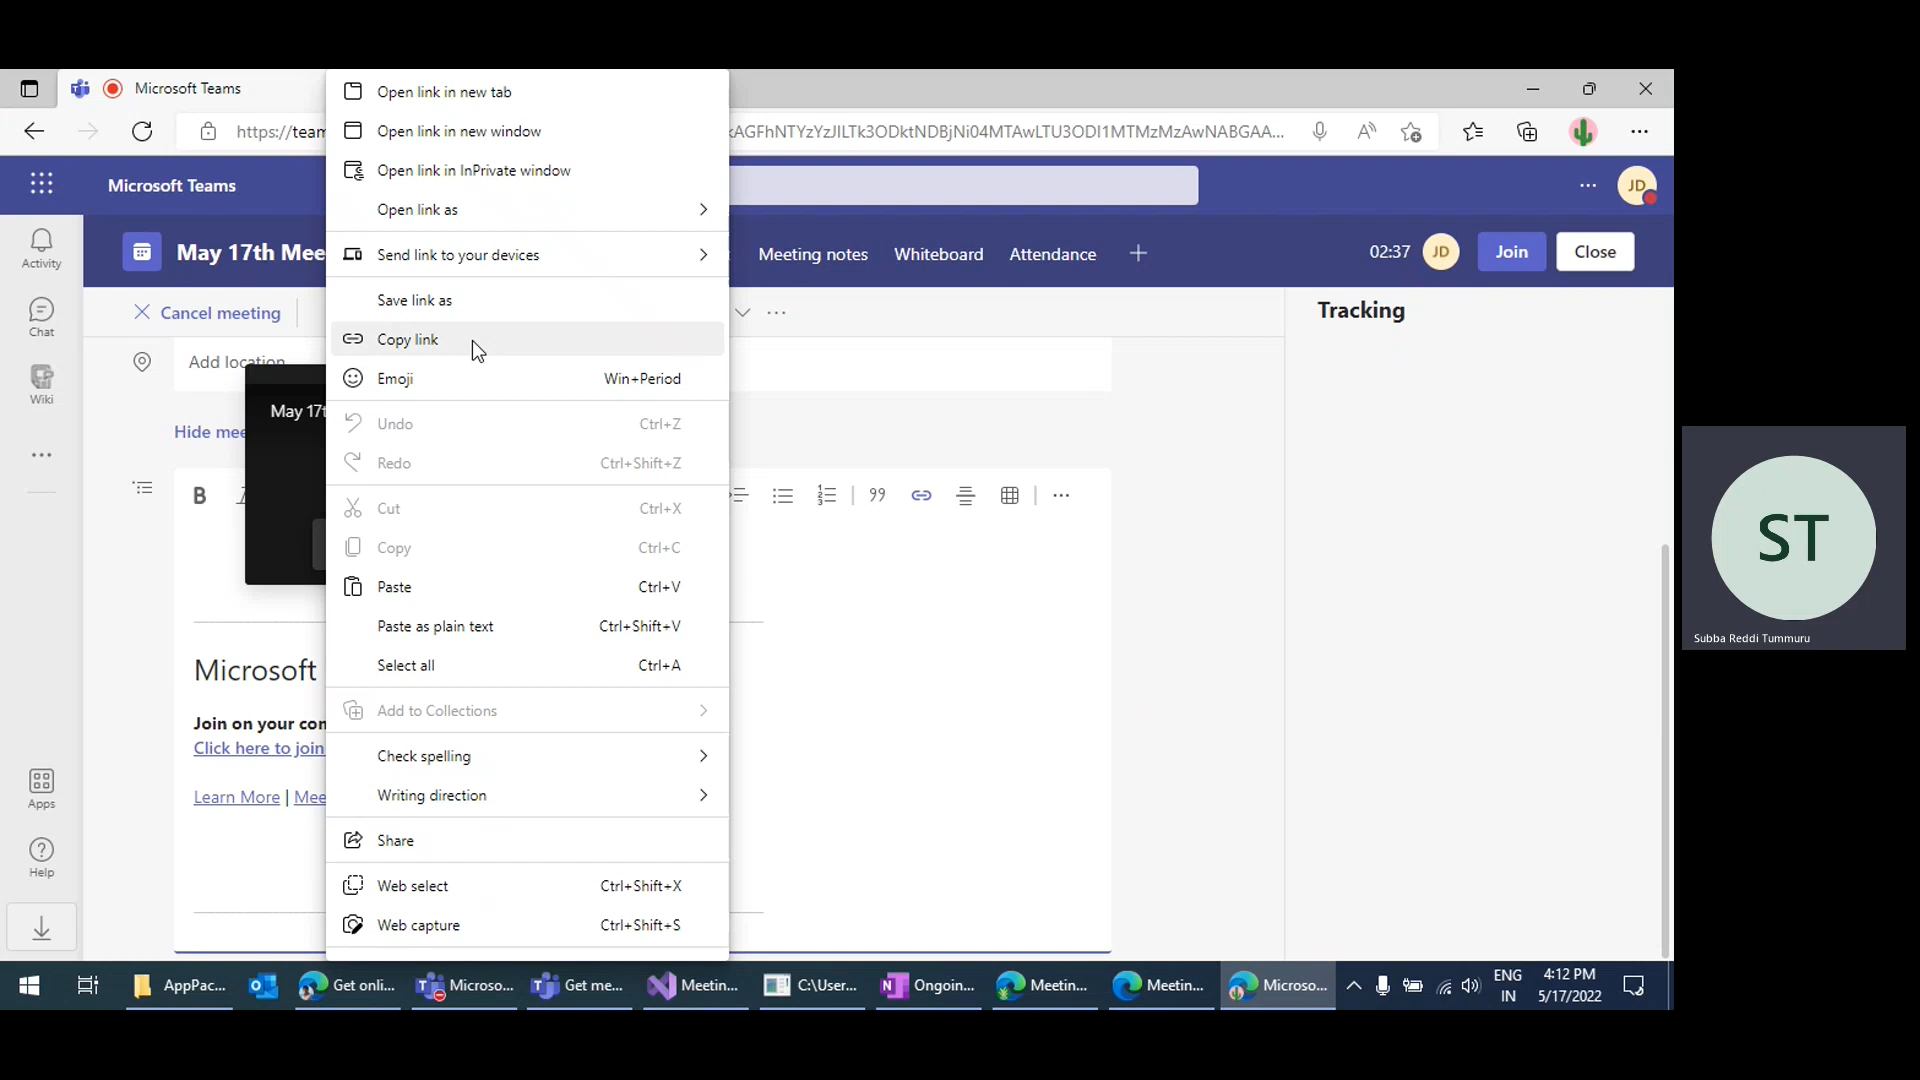 Microsoft Teams
https://team
kAGFhNTYzYzJlLTk3ODktNDBjNi04MTAwLTU3ODI1MTMzMzAwNABGAA...
Microsoft Teams
JD
May 17th Mee
Meeting notes
Whiteboard
Attendance
02:37
JD
Join
Close
Cancel meeting
Tracking
Add location
May 17t
Hide mee
B
Microsoft
Join on your com
Click here to join
Learn More | Mee
Activity
Chat
Wiki
Apps
Help
Open link in new tab
Open link in new window
Open link in InPrivate window
Open link as
Send link to your devices
Save link as
Copy link
Emoji Win+Period
Undo Ctrl+Z
Redo Ctrl+Shift+Z
Cut Ctrl+X
Copy Ctrl+C
Paste Ctrl+V
Paste as plain text Ctrl+Shift+V
Select all Ctrl+A
Add to Collections
Check spelling
Writing direction
Share
Web select Ctrl+Shift+X
Web capture Ctrl+Shift+S
ST
Subba Reddi Tummuru
AppPac...
Get onli...
Microso...
Get me...
Meetin...
C:\User...
Ongoin...
Meetin...
Meetin...
Microso...
ENG
IN
4:12 PM
5/17/2022